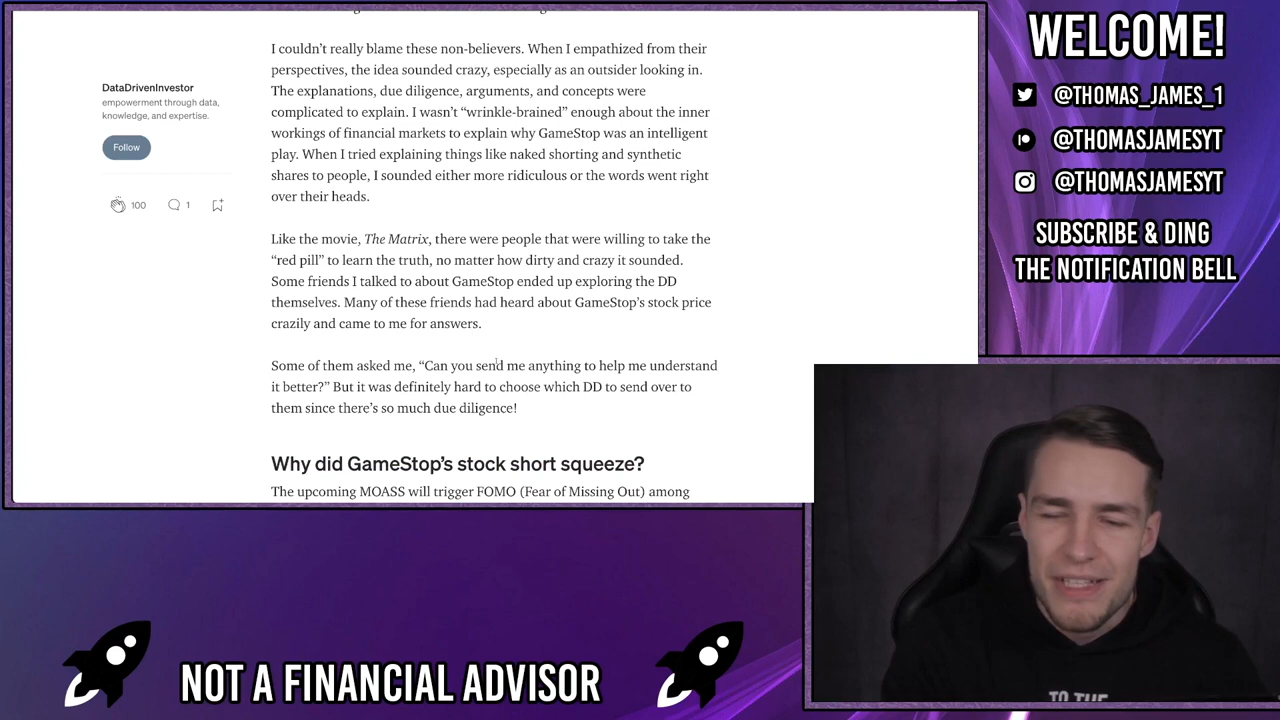 I couldn't really blame these non-believers. When I empathized from their
perspectives, the idea sounded crazy, especially as an outsider looking in.
The explanations, due diligence, arguments, and concepts were
complicated to explain. I wasn't “wrinkle-brained” enough about the inner
workings of financial markets to explain why GameStop was an intelligent
play. When I tried explaining things like naked shorting and synthetic
shares to people, I sounded either more ridiculous or the words went right
over their heads.
Like the movie, The Matrix, there were people that were willing to take the
“red pill” to learn the truth, no matter how dirty and crazy it sounded.
Some friends I talked to about GameStop ended up exploring the DD
themselves. Many of these friends had heard about GameStop's stock price
crazily and came to me for answers.
Some of them asked me, “Can you send me anything to help me understand
it better?” But it was definitely hard to choose which DD to send over to
them since there's so much due diligence!
Why did GameStop's stock short squeeze?
The upcoming MOASS will trigger FOMO (Fear of Missing Out) among
DataDrivenInvestor
empowerment through data,
knowledge, and expertise.
Follow
100 1
WELCOME!
@THOMAS_JAMES_1
@THOMASJAMESYT
@THOMASJAMESYT
SUBSCRIBE & DING
THE NOTIFICATION BELL
NOT A FINANCIAL ADVISOR
TO THE